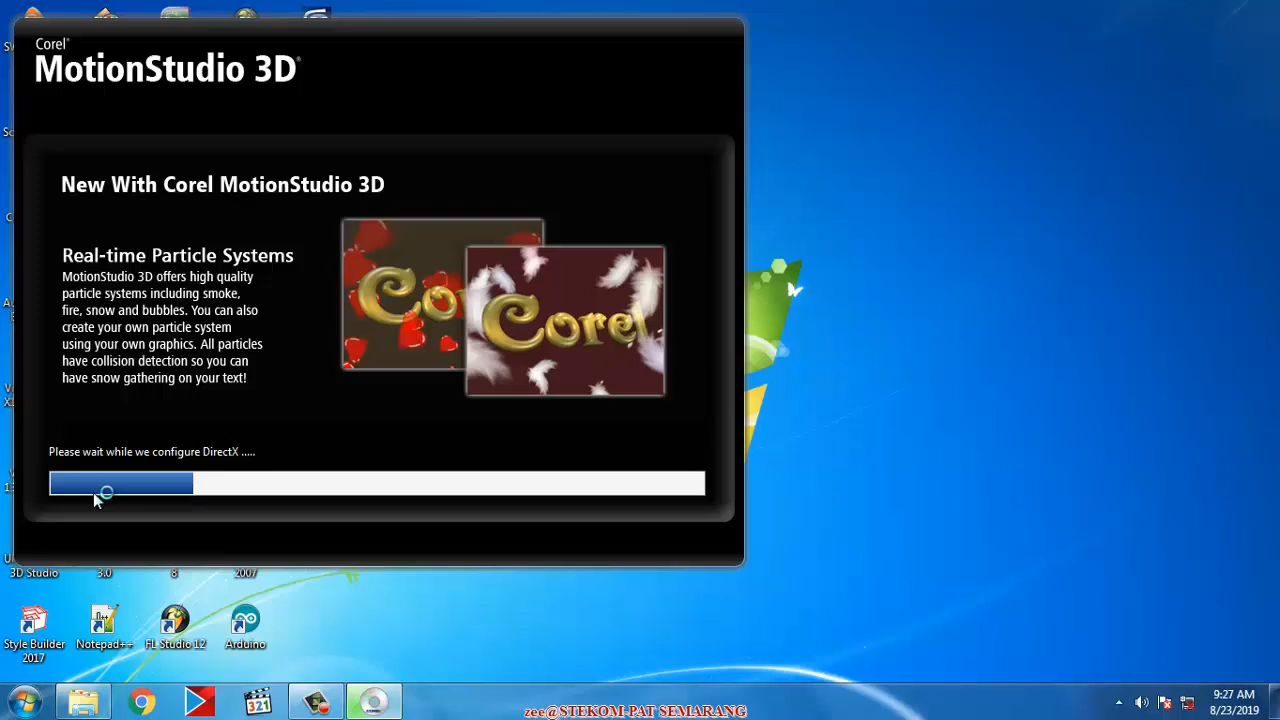 Corel®
MotionStudio 3D®
New With Corel MotionStudio 3D
Real-time Particle Systems
MotionStudio 3D offers high quality
particle systems including smoke,
fire, snow and bubbles. You can also
create your own particle system
using your own graphics. All particles
have collision detection so you can
have snow gathering on your text!
Corel
Please wait while we configure DirectX .....
3D Studio
3.0
8
2007
Style Builder
2017
Notepad++
FL Studio 12
Arduino
321
zee@STEKOM-PAT SEMARANG
9:27 AM
8/23/2019